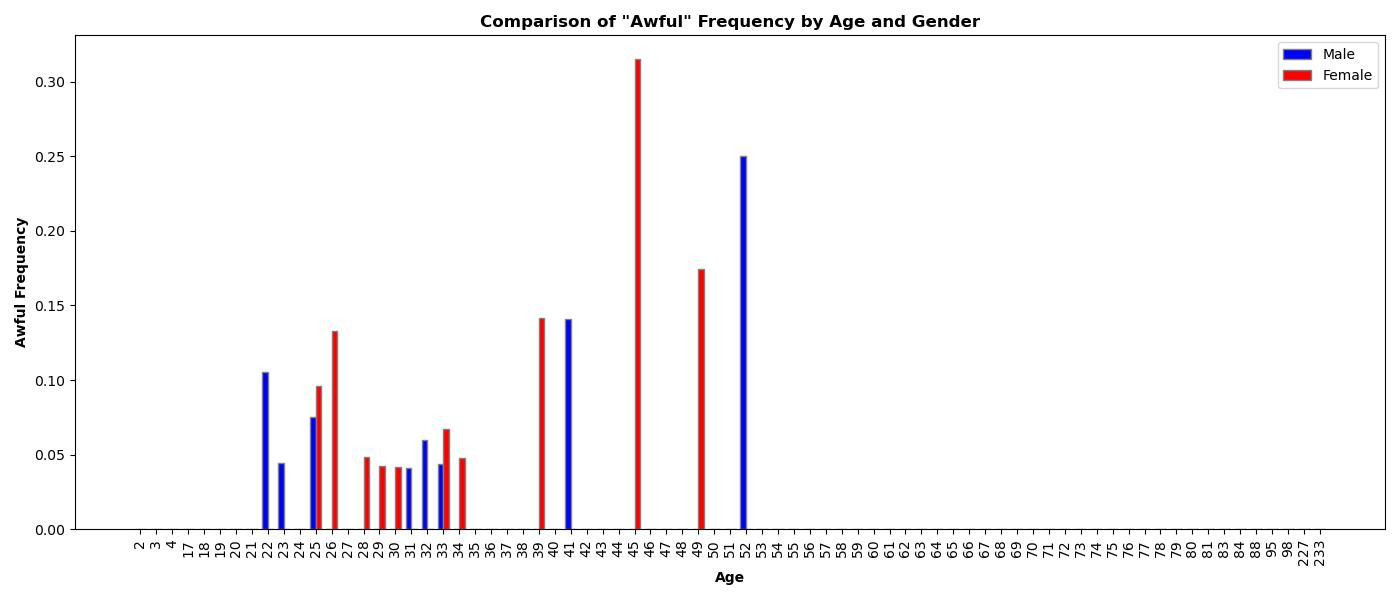 Comparison of "Awful" Frequency by Age and Gender
Male
Female
0.30
0.25
0.20
0.15
0.10
0.05
0.00
Awful Frequency
2 3 4 17 18 19 20 21 22 23 24 25 26 27 28 29 30 31 32 33 34 35 36 37 38 39 40 41 42 43 44 45 46 47 48 49 50 51 52 53 54 55 56 57 58 59 60 61 62 63 64 65 66 67 68 69 70 71 72 73 74 75 76 77 78 79 80 81 83 84 88 95 98 227 233
Age